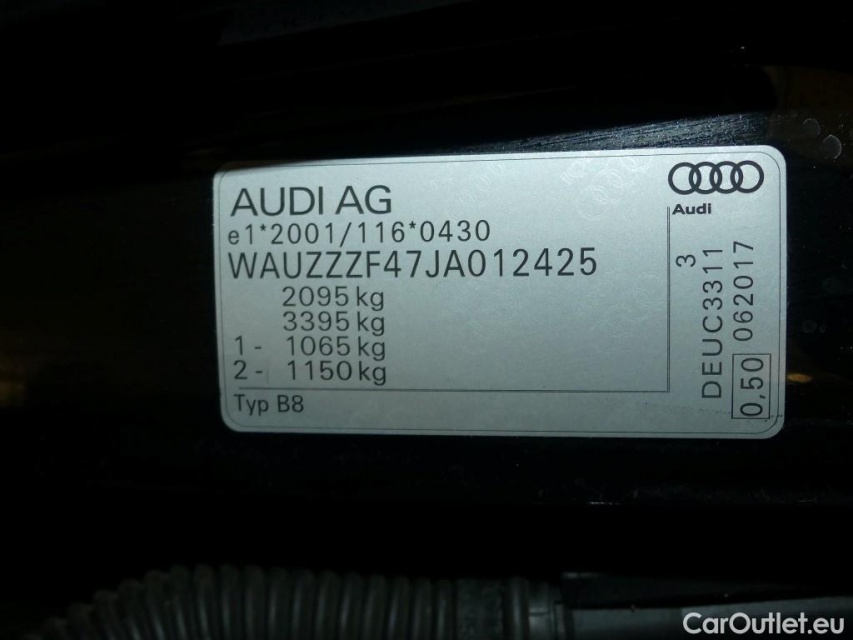 AUDI AG
e1*2001/116*0430
WAUZZZF47JA012425
2095 kg
3395 kg
1 - 1065 kg
2 - 1150 kg
Typ B8
Audi
3
DEUC3311
0,50 062017
CarOutlet.eu